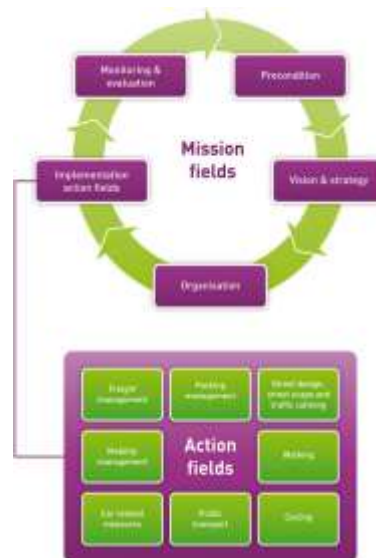 Monitoring &
evaluation
Precondition
Mission
fields
Implementation
action fields
Vision & strategy
Organisation
Freight
management
Parking
management
Street design,
street scape and
traffic calming
management
Action
fields
Walking
Car related
measures
Public
transport
Cycling